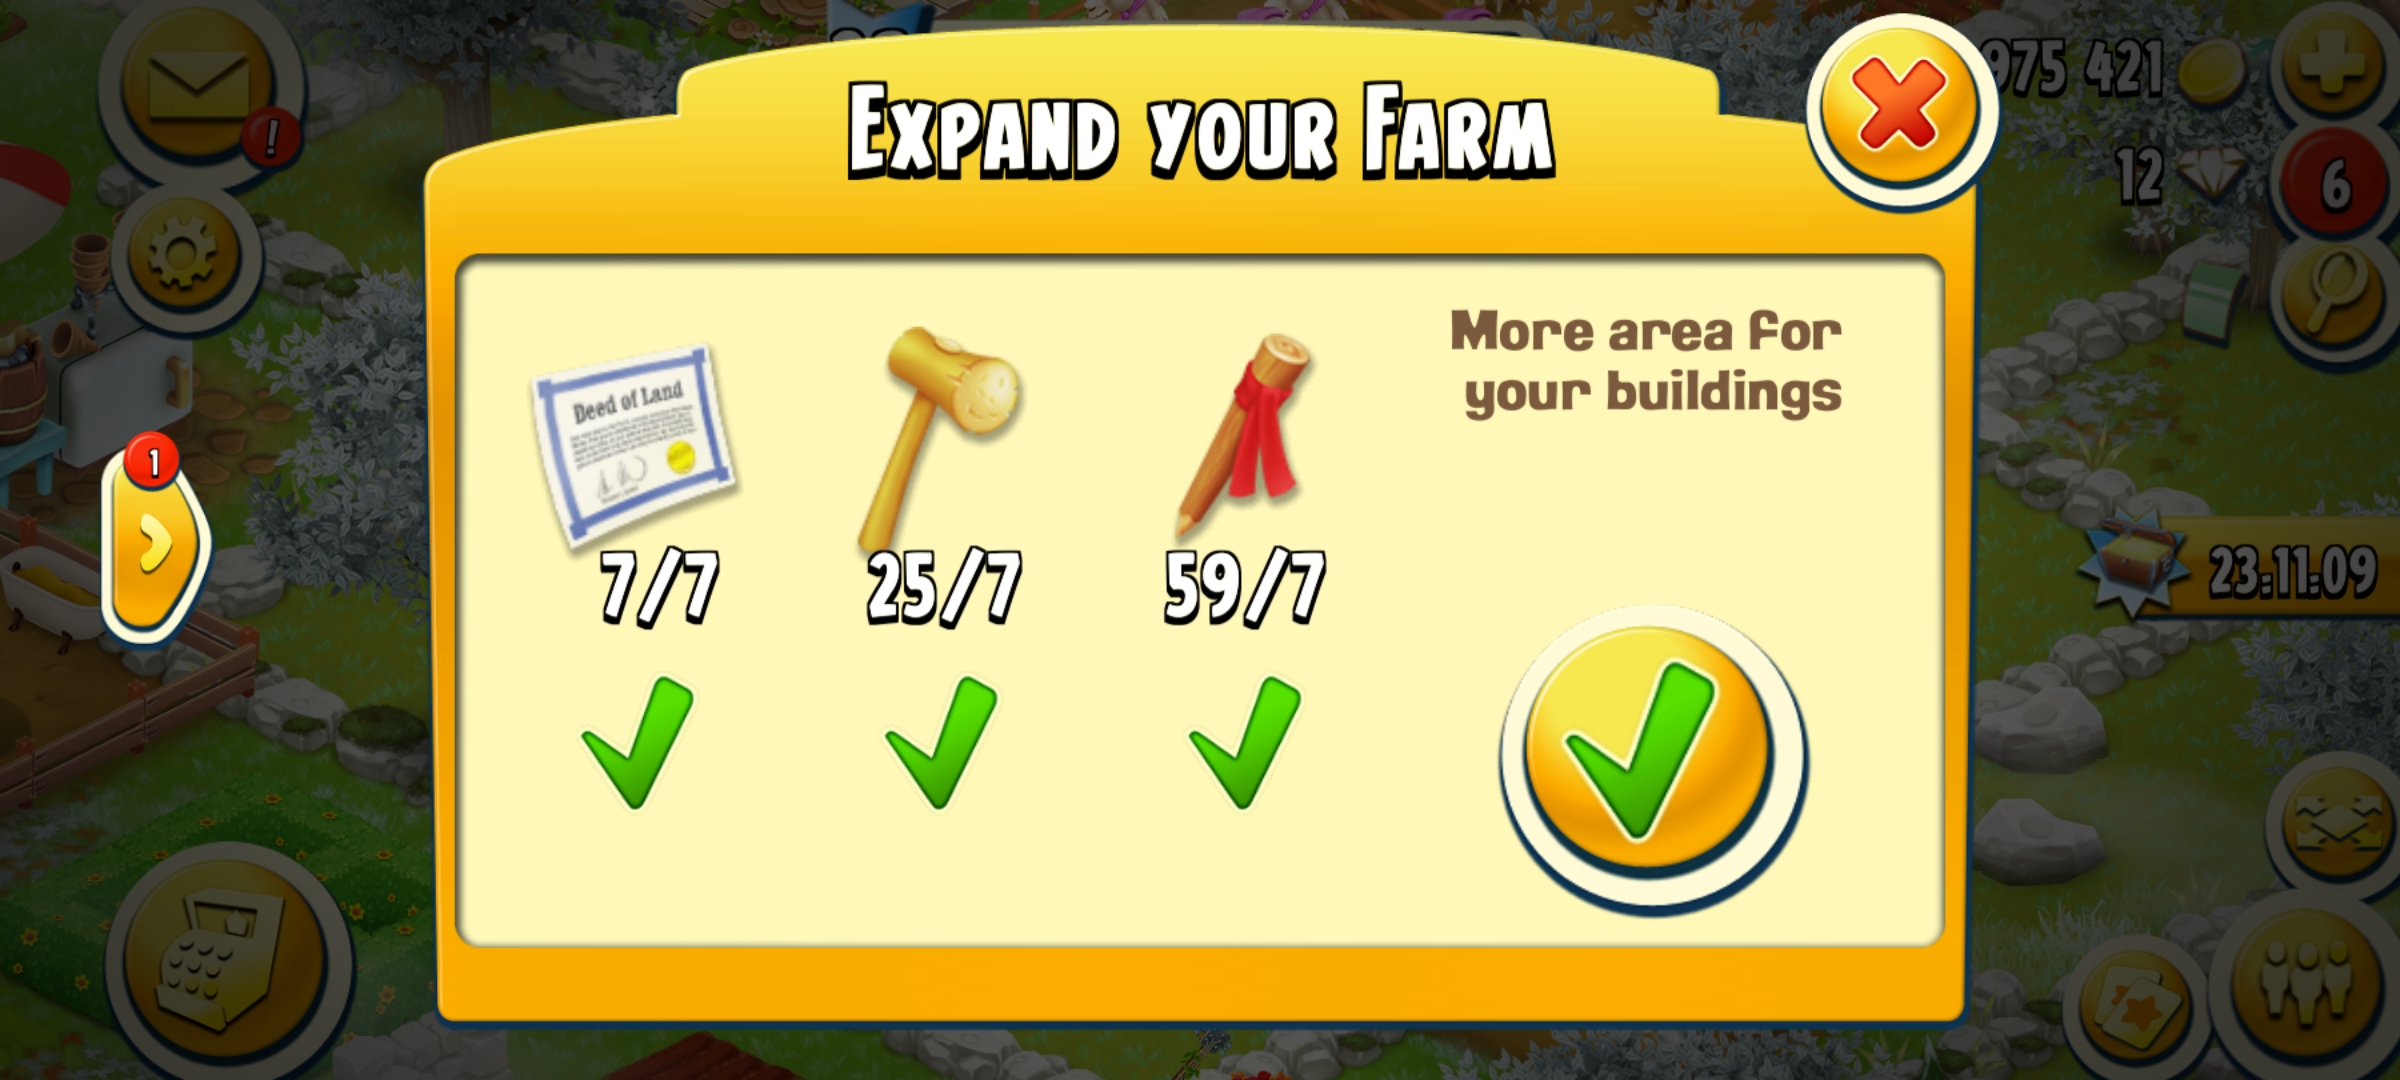 Expand your Farm
975 421
12
6
!
Deed of Land
More area for
your buildings
7/7
25/7
59/7
1
23:11:09